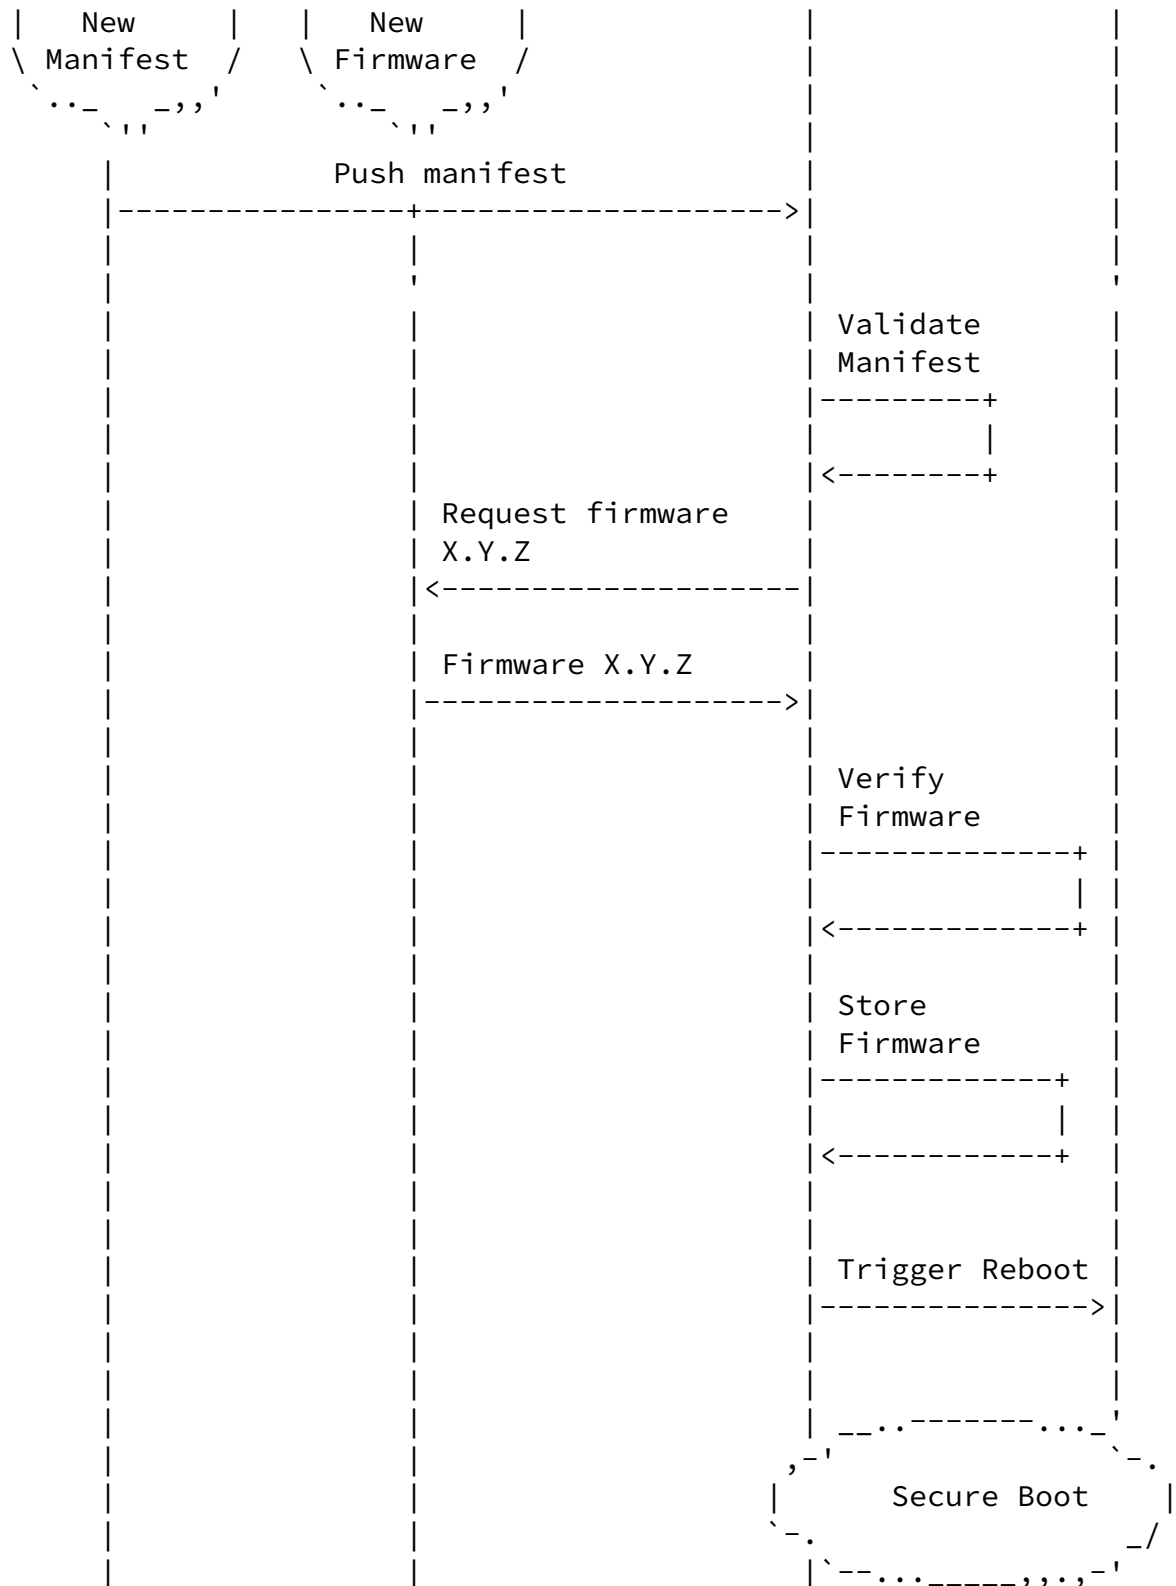 New New
Manifest Firmware
Push manifest
Validate
Manifest
Request firmware
X.Y.Z
Firmware X.Y.Z
Verify
Firmware
Store
Firmware
Trigger Reboot
Secure Boot